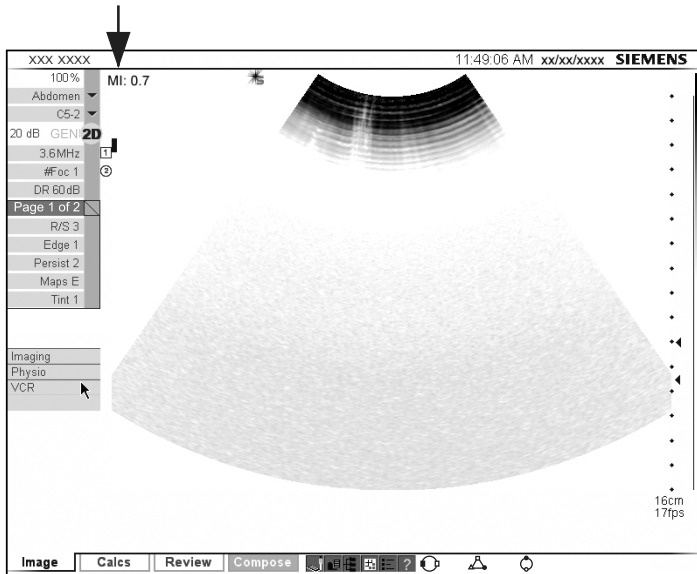 XXX XXXX
11:49:06 AM xx/xx/xxxx SIEMENS
100%
MI: 0.7
S
Abdomen
C5-2
20 dB GEN 2D
3.6MHz 1
#Foc 1 2
DR 60dB
Page 1 of 2
R/S 3
Edge 1
Persist 2
Maps E
Tint 1
Imaging
Physio
VCR
16cm
17fps
Image Calcs Review Compose ?